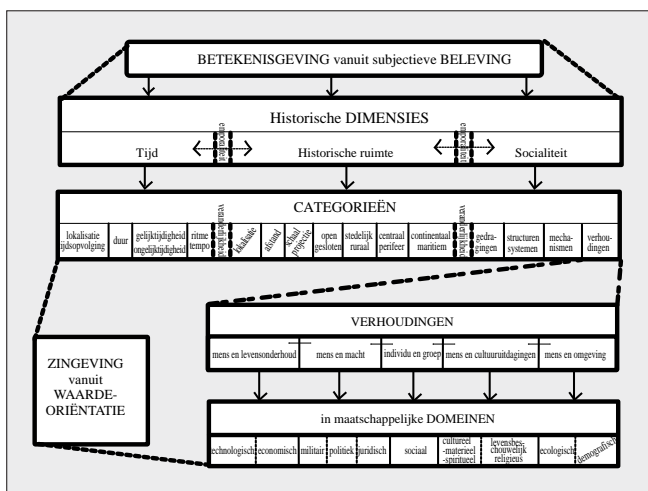 BETEKENISGEVING vanuit subjectieve BELEVING
Historische DIMENSIES
Tijd
Historische ruimte
Socialiteit
CATEGORIEËN
lokalisatie
tijdsopvolging
duur
gelijktijdigheid
ongelijktijdigheid
ritme
tempo
lokalisatie
afstand
schaal
projectie
open
gesloten
stedelijk
ruraal
centraal
perifeer
continentaal
maritiem
gedra-
gingen
structuren
systemen
mecha-
nismen
verhou-
dingen
VERHOUDINGEN
mens en levensonderhoud
mens en macht
individu en groep
mens en cultuuruitdagingen
mens en omgeving
ZINGEVING
vanuit
WAARDE-
ORIËNTATIE
in maatschappelijke DOMEINEN
technologisch
economisch
militair
politiek
juridisch
sociaal
cultureel
-materieel
-spiritueel
levensbes-
chouwelijk
religieus
ecologisch
demografisch